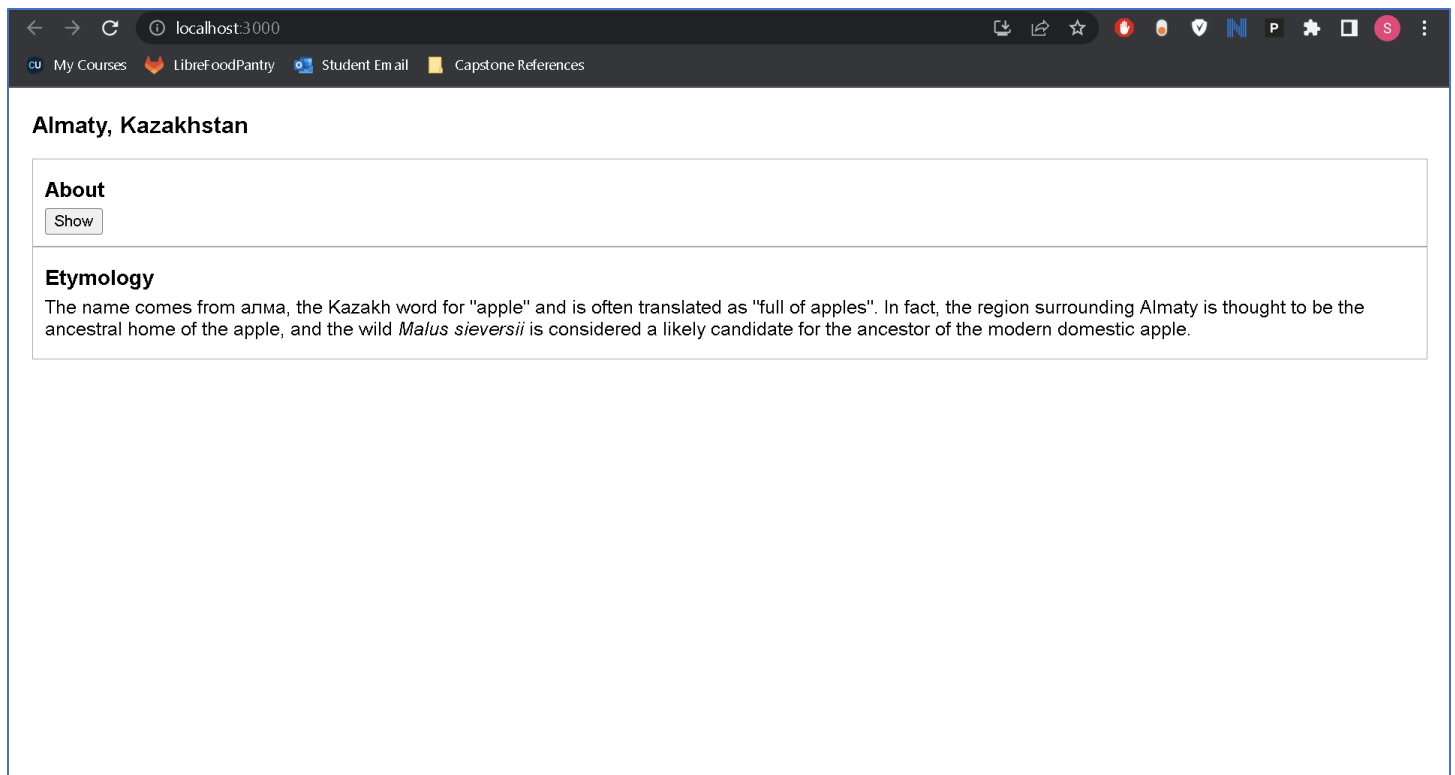 localhost:3000
P
S
CU My Courses LibreFoodPantry Student Email Capstone References
Almaty, Kazakhstan
About
Show
Etymology
The name comes from алма, the Kazakh word for "apple" and is often translated as "full of apples". In fact, the region surrounding Almaty is thought to be the
ancestral home of the apple, and the wild Malus sieversii is considered a likely candidate for the ancestor of the modern domestic apple.